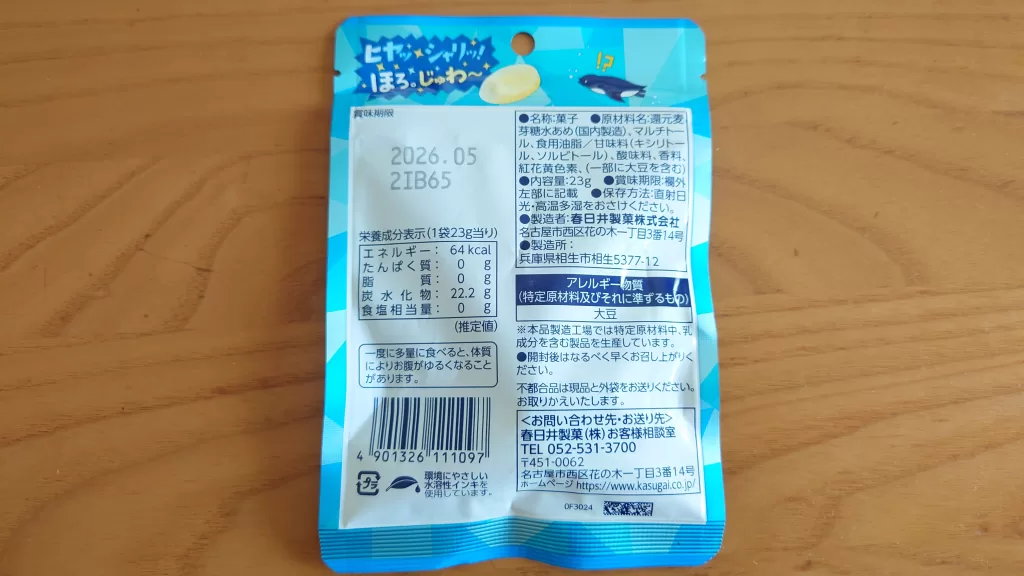 ヒヤッシャリッ!
ほろ。じゅわ〜
!?
賞味期限
2026.05
2IB65
栄養成分表示(1袋23g当り)
エネルギー: 64 kcal
たんぱく質: 0 g
脂質: 0 g
炭水化物: 22.2 g
食塩相当量: 0 g
(推定値)
一度に多量に食べると、体質
によりお腹がゆるくなること
があります。
4 901326 111097
プラ
環境にやさしい
水溶性インキを
使用しています。
●名称:菓子 ●原材料名:還元麦
芽糖水あめ(国内製造)、マルチトー
ル、食用油脂/甘味料(キシリトー
ル、ソルビトール)、酸味料、香料、
紅花黄色素、(一部に大豆を含む)
●内容量:23g ●賞味期限:欄外
左部に記載 ●保存方法:直射日
光・高温多湿をおさけください。
●製造者:春日井製菓株式会社
名古屋市西区花の木一丁目3番14号
●製造所:
兵庫県相生市相生5377-12
アレルギー物質
(特定原材料及びそれに準ずるもの)
大豆
※本品製造工場では特定原材料中、乳
成分を含む製品を生産しています。
●開封後はなるべく早くお召し上がりく
ださい。
不都合品は現品と外袋をお送りください。
お取りかえいたします。
<お問い合わせ先・お送り先>
春日井製菓(株)お客様相談室
TEL 052-531-3700
〒451-0062
名古屋市西区花の木一丁目3番14号
ホームページ https://www.kasugai.co.jp/
0F3024